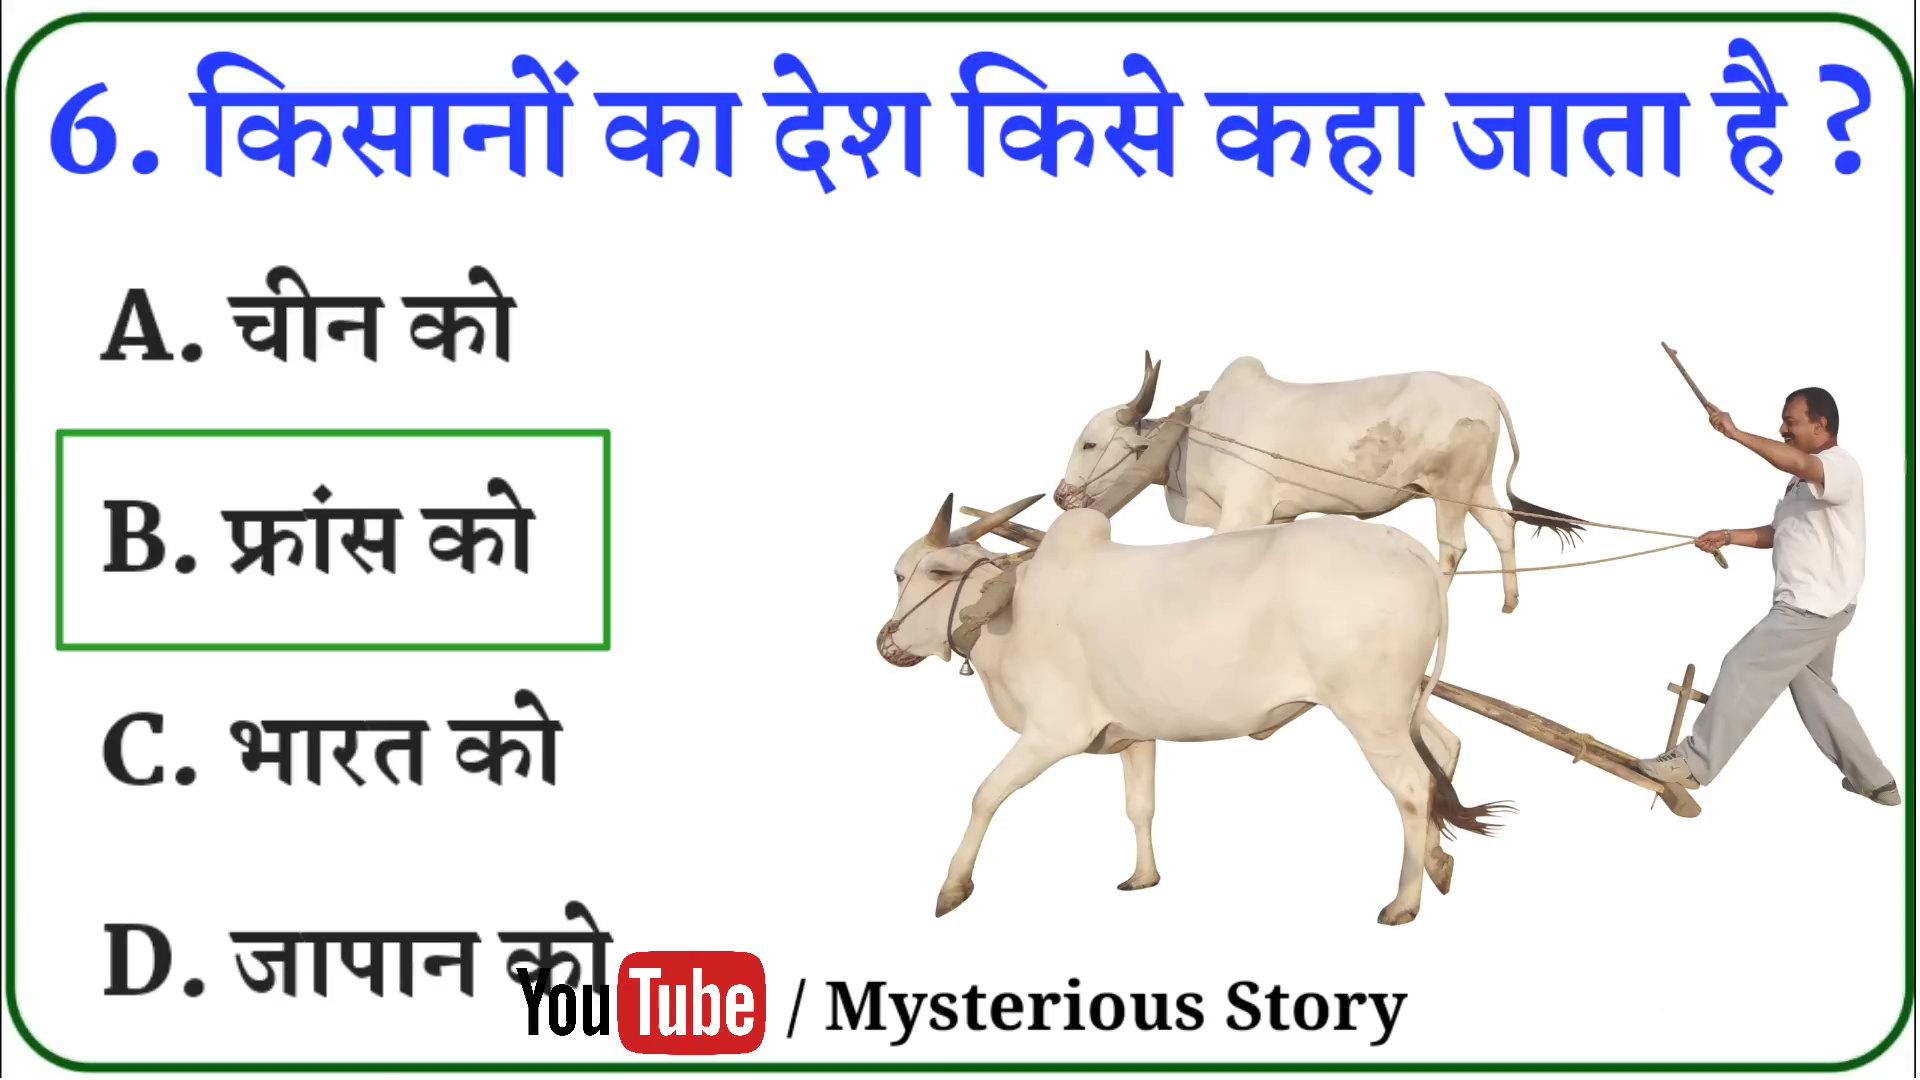 6. किसानों का देश किसे कहा जाता है ?
A. चीन को
B. फ्रांस को
C. भारत को
D. जापान को
YouTube / Mysterious Story